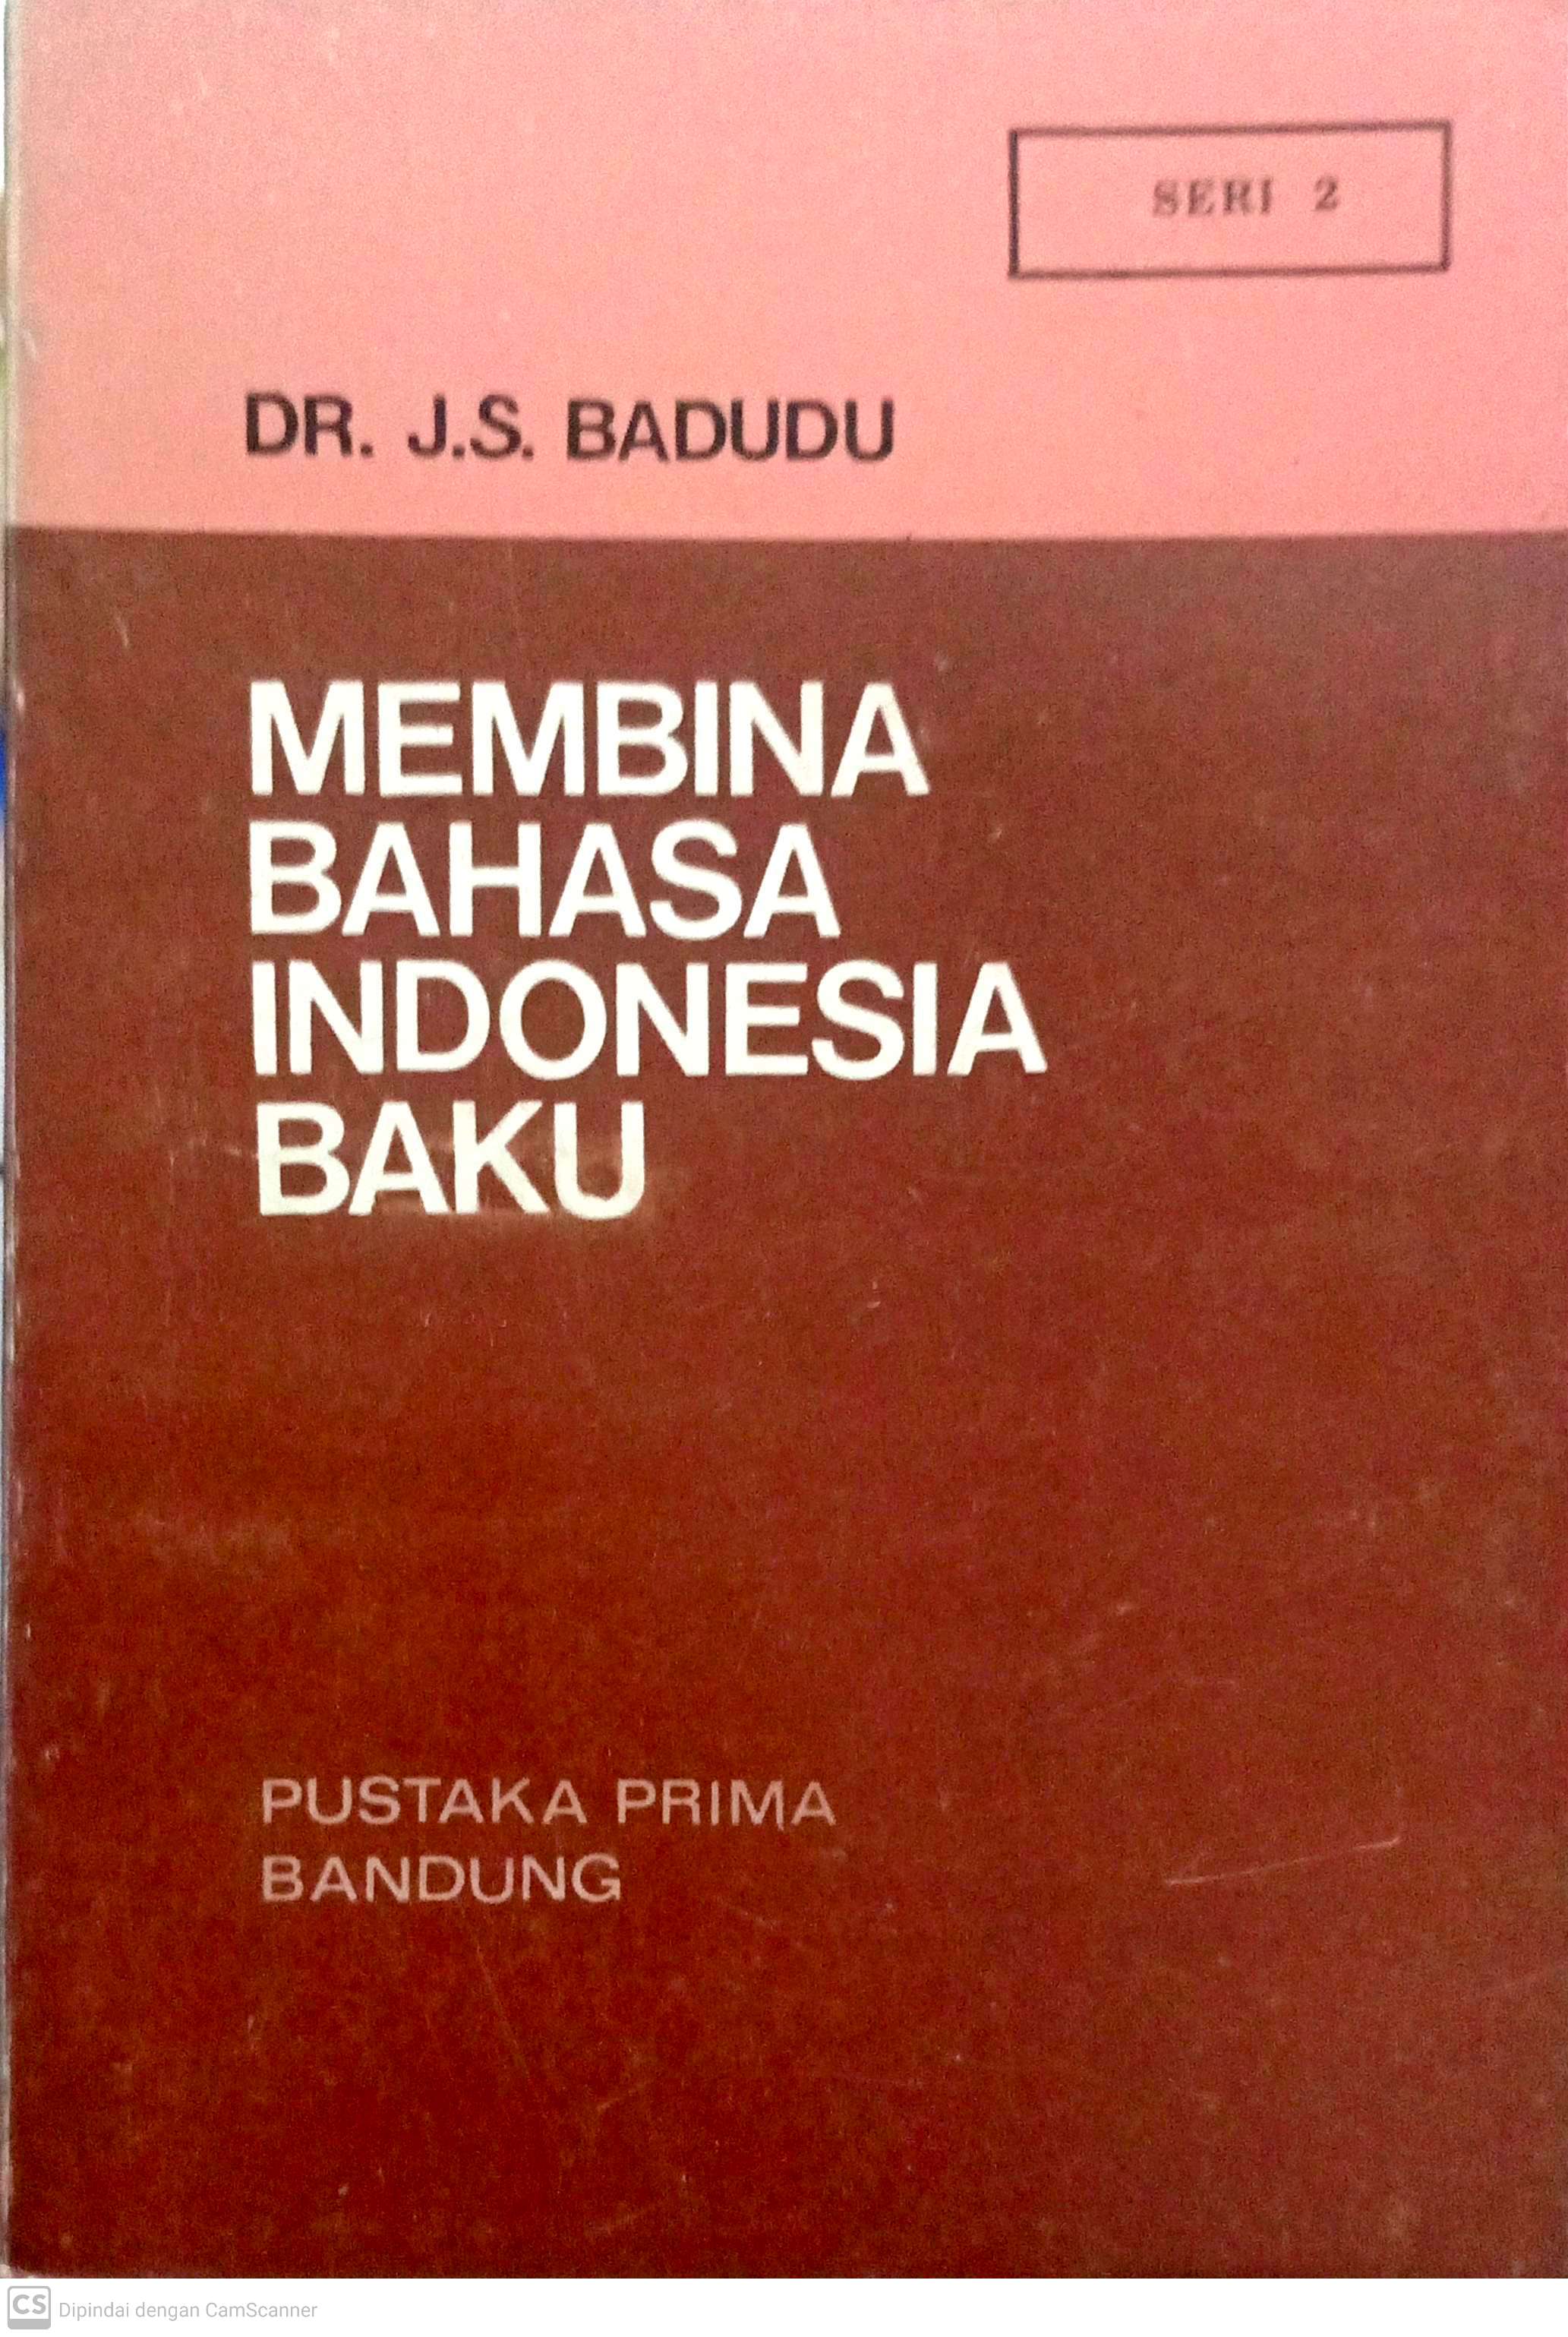 SERI 2
DR. J.S. BADUDU
MEMBINA
BAHASA
INDONESIA
BAKU
PUSTAKA PRIMA
BANDUNG
CS Dipindai dengan CamScanner